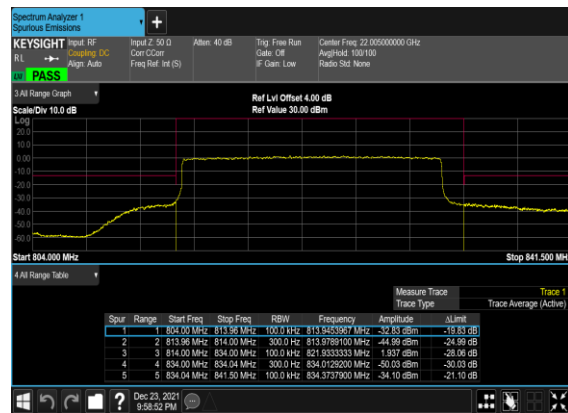 Spectrum Analyzer 1
Spurious Emissions
KEYSIGHT Input: RF Input Z: 50 Ω Atten: 40 dB Trig: Free Run Center Freq: 22.005000000 GHz
RL Coupling: DC Corr CCorr Gate: Off Avg|Hold: 100/100
Align: Auto Freq Ref: Int (S) IF Gain: Low Radio Std: None
PASS
3 All Range Graph
Ref Lvl Offset 4.00 dB
Scale/Div 10.0 dB Ref Value 30.00 dBm
Log
20.0
10.0
0.00
-10.0
-20.0
-30.0
-40.0
-50.0
-60.0
Start 804.000 MHz Stop 841.500 MH
4 All Range Table
Measure Trace Trace 1
Trace Type Trace Average (Active)
Spur Range Start Freq Stop Freq RBW Frequency Amplitude ΔLimit
1 1 804.00 MHz 813.96 MHz 100.0 kHz 813.9453967 MHz -32.83 dBm -19.83 dB
2 2 813.96 MHz 814.00 MHz 300.0 Hz 813.9789100 MHz -44.99 dBm -24.99 dB
3 3 814.00 MHz 834.00 MHz 100.0 kHz 821.9333333 MHz 1.937 dBm -28.06 dB
4 4 834.00 MHz 834.04 MHz 300.0 Hz 834.0129200 MHz -50.03 dBm -30.03 dB
5 5 834.04 MHz 841.50 MHz 100.0 kHz 834.3737900 MHz -34.10 dBm -21.10 dB
? Dec 23, 2021
9:58:52 PM